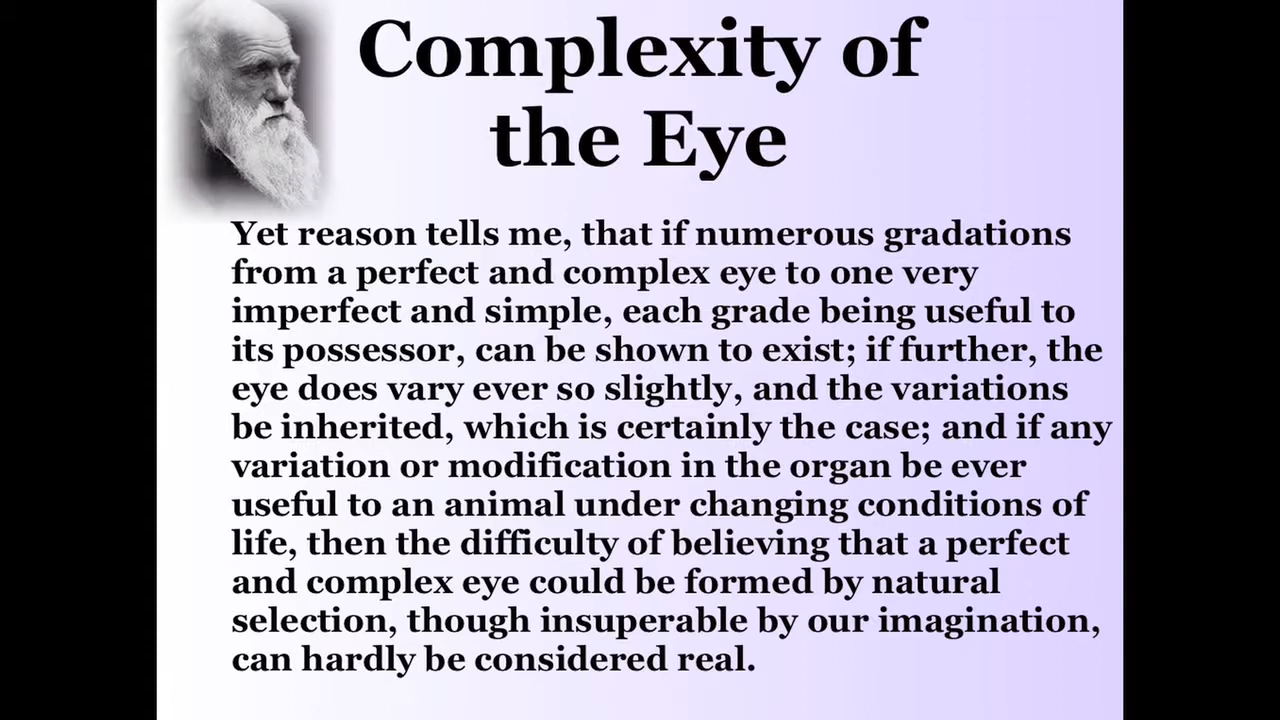 Complexity of
the Eye
Yet reason tells me, that if numerous gradations
from a perfect and complex eye to one very
imperfect and simple, each grade being useful to
its possessor, can be shown to exist; if further, the
eye does vary ever so slightly, and the variations
be inherited, which is certainly the case; and if any
variation or modification in the organ be ever
useful to an animal under changing conditions of
life, then the difficulty of believing that a perfect
and complex eye could be formed by natural
selection, though insuperable by our imagination,
can hardly be considered real.